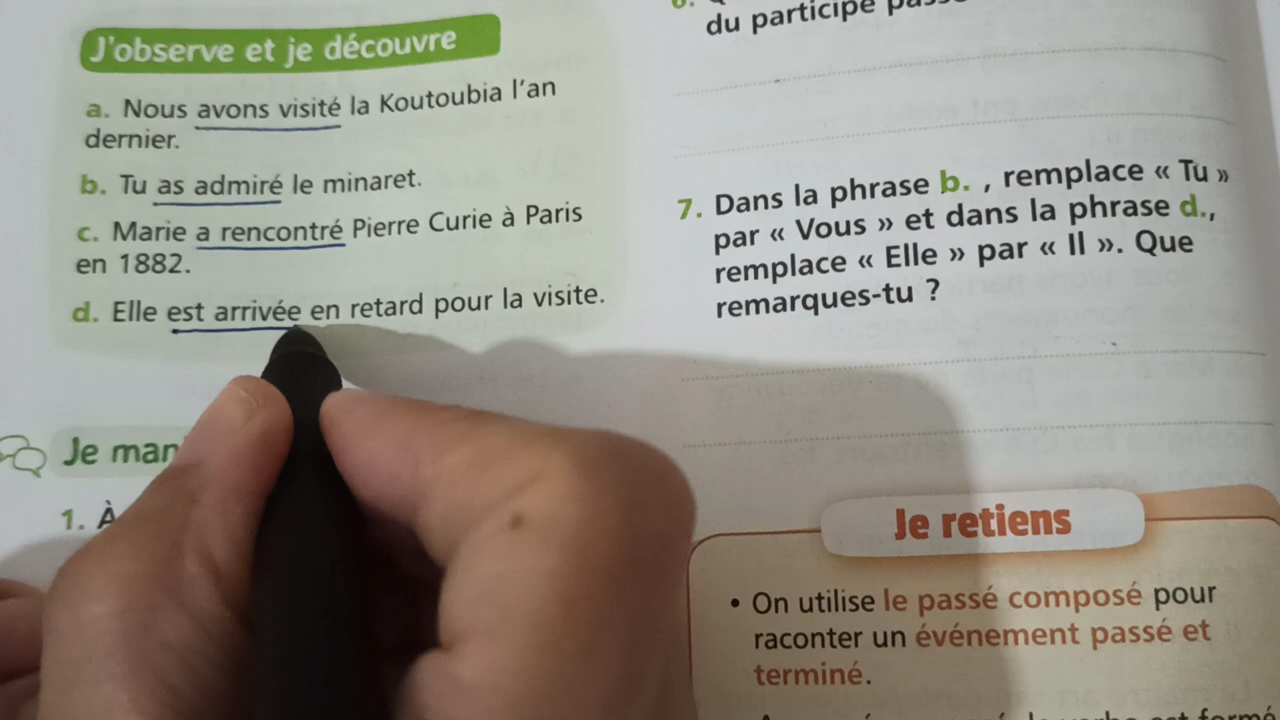 J'observe et je découvre
a. Nous avons visité la Koutoubia l'an
dernier.
b. Tu as admiré le minaret.
c. Marie a rencontré Pierre Curie à Paris
en 1882.
d. Elle est arrivée en retard pour la visite.
Je
1. À
du participe
7. Dans la phrase b. , remplace « Tu »
par « Vous » et dans la phrase d.,
remplace « Elle » par « Il ». Que
remarques-tu ?
Je retiens
• On utilise le passé composé pour
raconter un événement passé et
terminé.